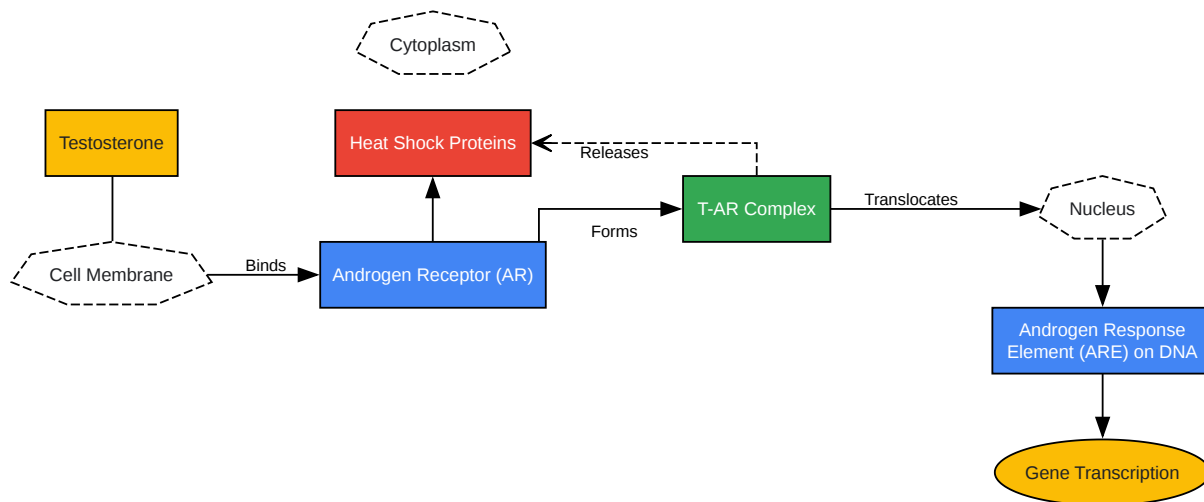 Cytoplasm
Testosterone
Heat Shock Proteins
Releases
T-AR Complex
Translocates
Nucleus
Forms
Cell Membrane
Binds
Androgen Receptor (AR)
Androgen Response
Element (ARE) on DNA
Gene Transcription